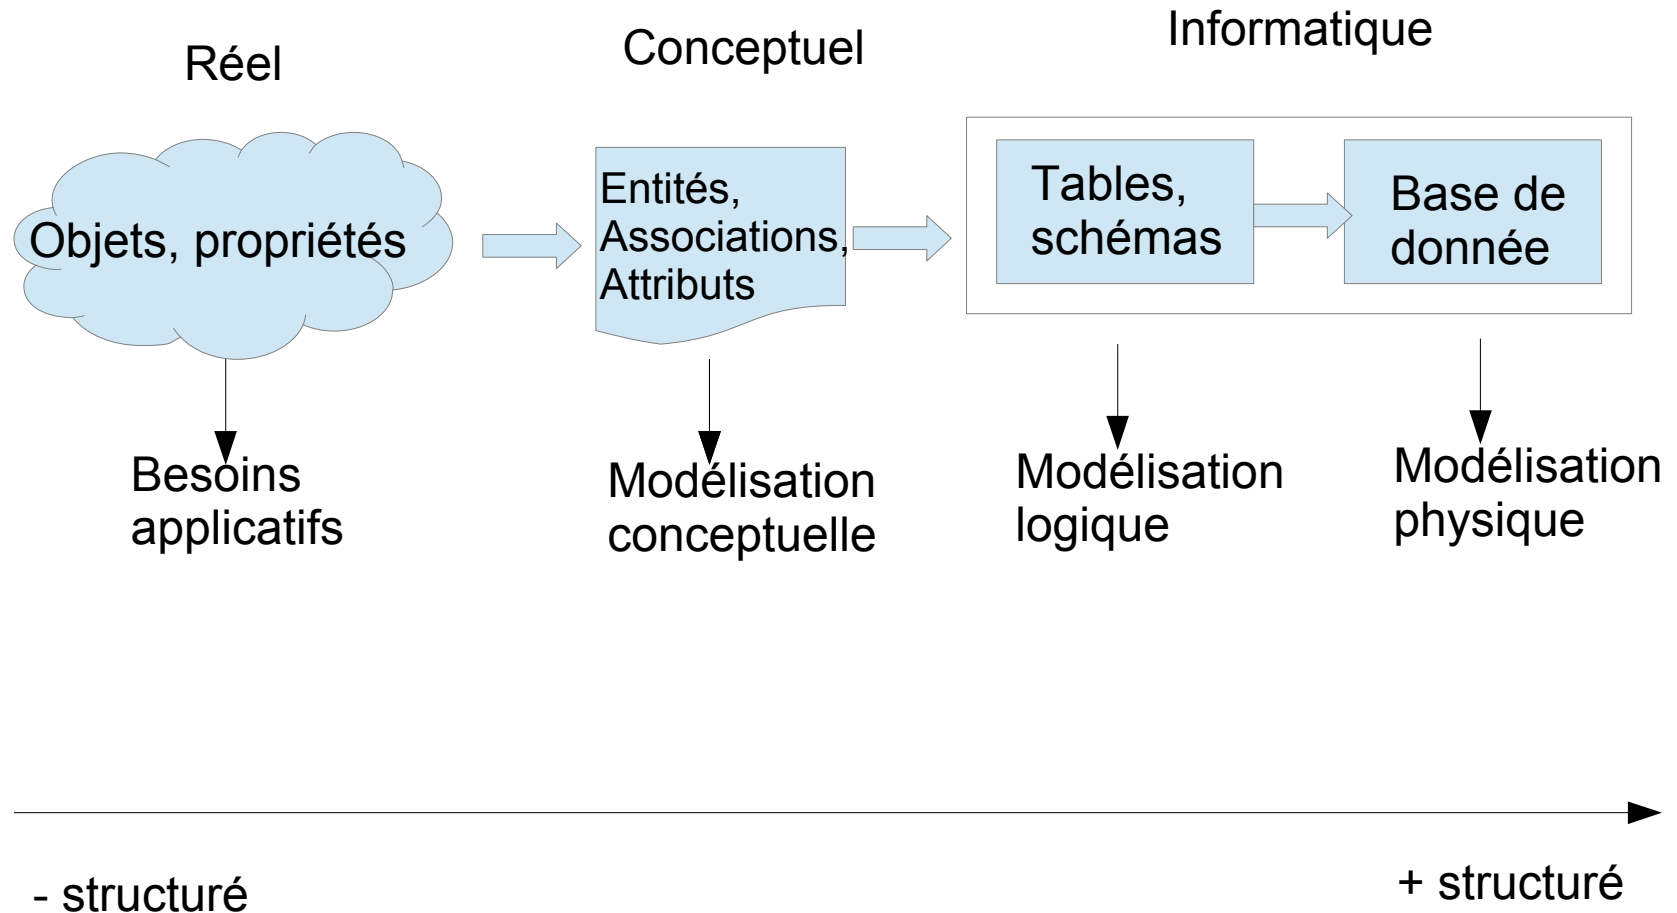 Réel
Conceptuel
Informatique
Objets, propriétés
Entités,
Associations,
Attributs
Tables,
schémas
Base de
donnée
Besoins
applicatifs
Modélisation
conceptuelle
Modélisation
logique
Modélisation
physique
- structuré
+ structuré